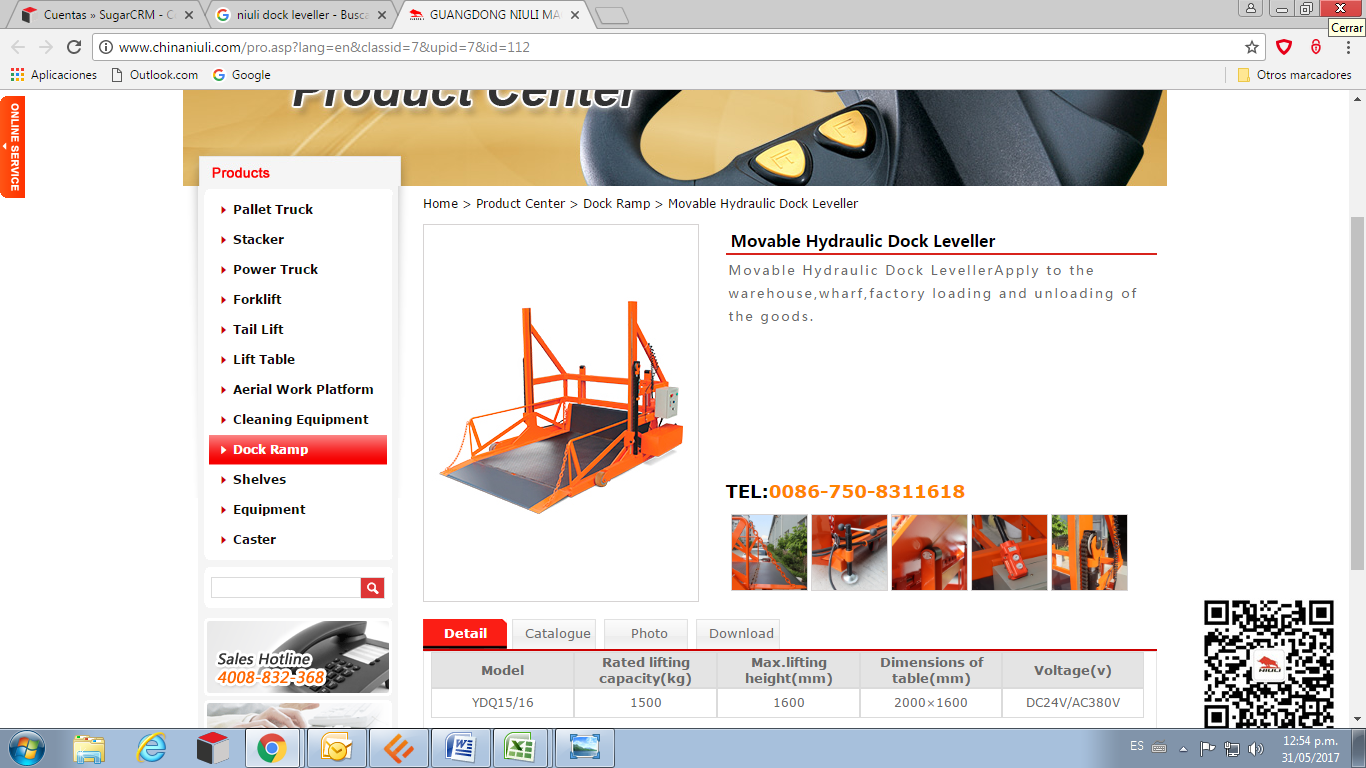 Cuentas » SugarCRM - C
niuli dock leveller - Busca
GUANGDONG NIULI MA
Cerrar
www.chinaniuli.com/pro.asp?lang=en&classid=7&upid=7&id=112
Aplicaciones
Outlook.com
Google
Otros marcadores
Product Center
ONLINE SERVICE
Products
Pallet Truck
Stacker
Power Truck
Forklift
Tail Lift
Lift Table
Aerial Work Platform
Cleaning Equipment
Dock Ramp
Shelves
Equipment
Caster
Sales Hotline
4008-832-368
Home > Product Center > Dock Ramp > Movable Hydraulic Dock Leveller
Movable Hydraulic Dock Leveller
Movable Hydraulic Dock LevellerApply to the
warehouse,wharf,factory loading and unloading of
the goods.
TEL:0086-750-8311618
Detail Catalogue Photo Download
Model Rated lifting capacity(kg) Max.lifting height(mm) Dimensions of table(mm) Voltage(v)
YDQ15/16 1500 1600 2000×1600 DC24V/AC380V
NIULI
ES
12:54 p.m.
31/05/2017